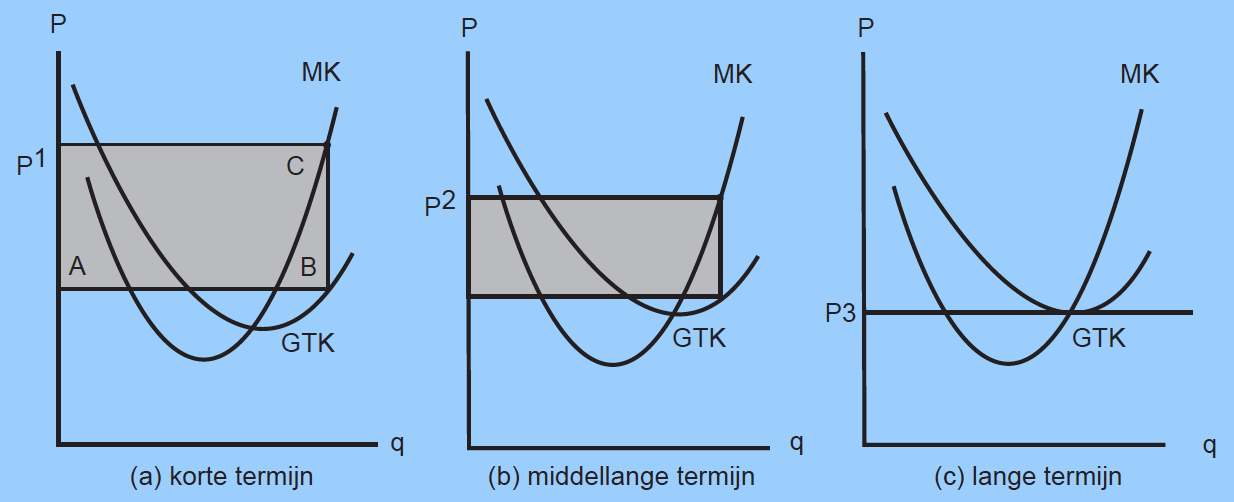 P
MK
P1
C
A
B
GTK
q
(a) korte termijn
P
MK
P2
GTK
q
(b) middellange termijn
P
MK
P3
GTK
q
(c) lange termijn